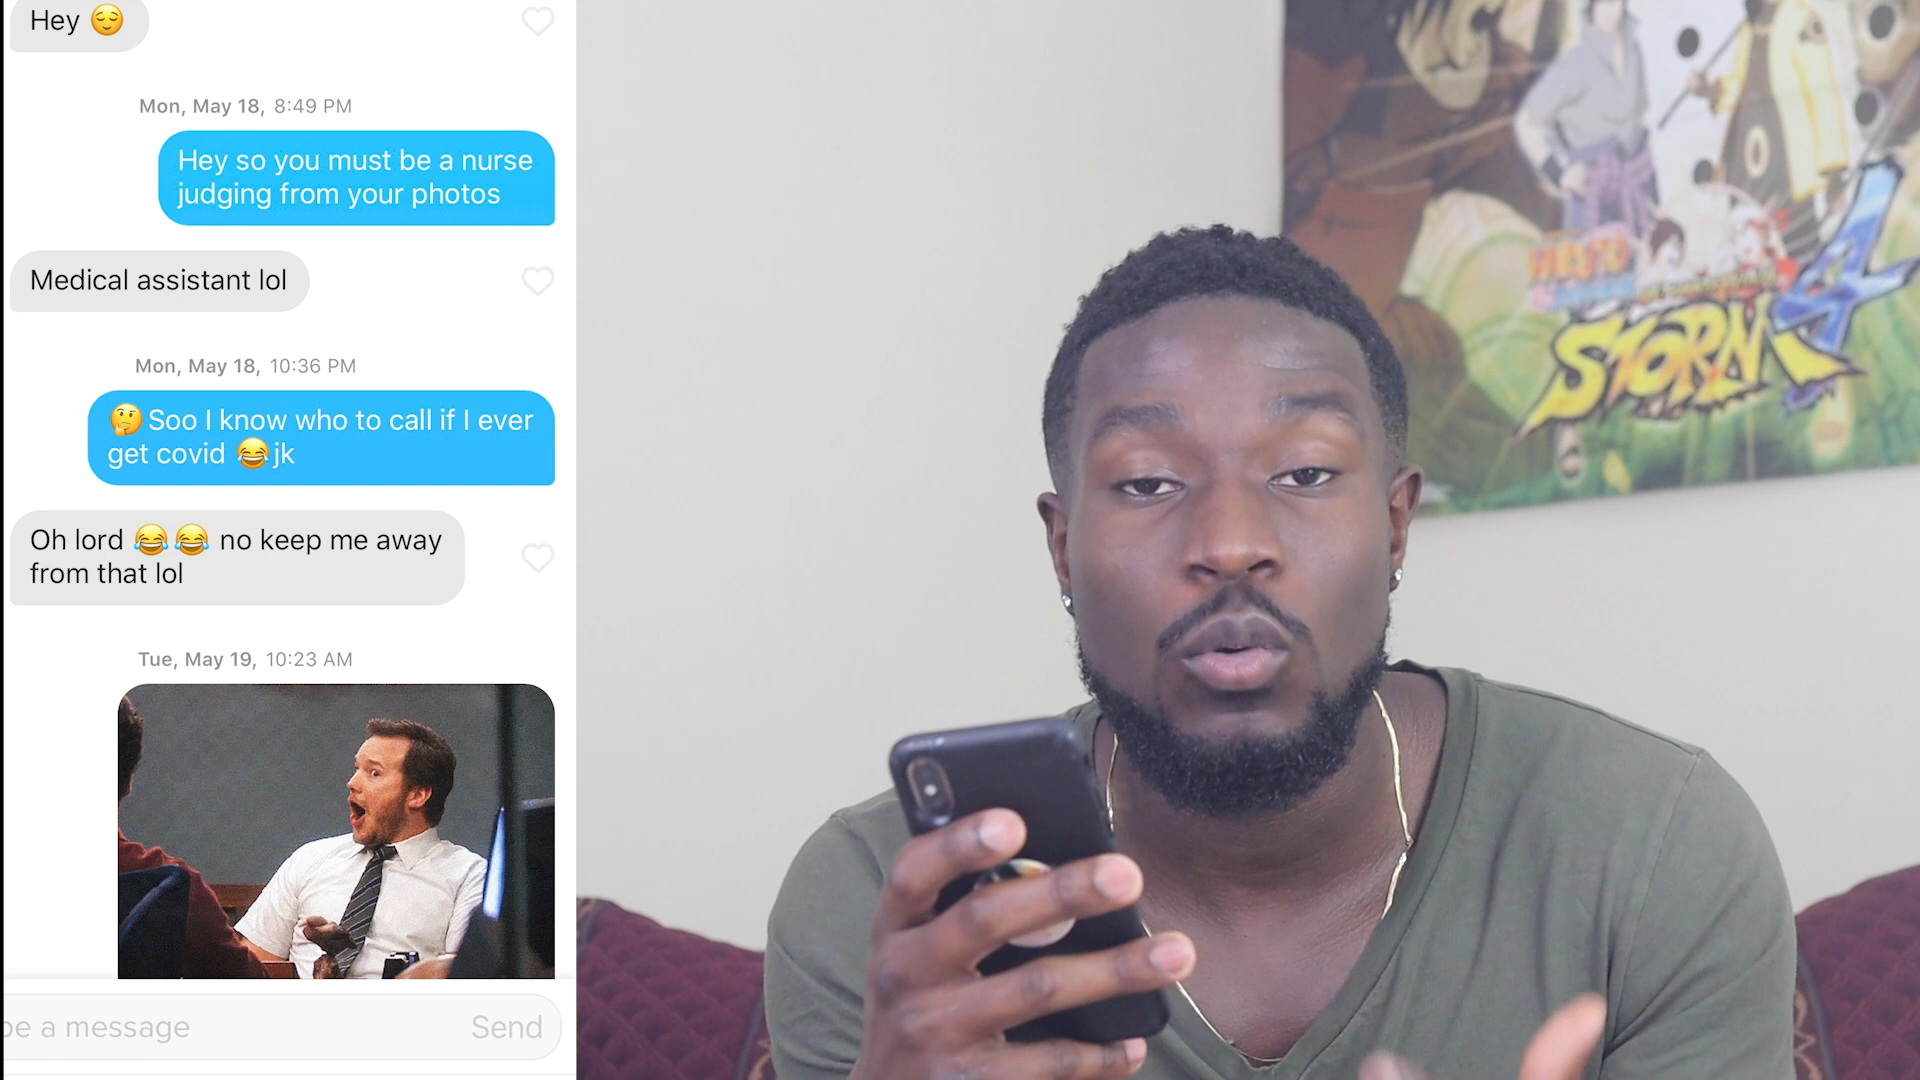 Hey 😌
Mon, May 18, 8:49 PM
Hey so you must be a nurse
judging from your photos
Medical assistant lol
Mon, May 18, 10:36 PM
🤔Soo I know who to call if I ever
get covid 😂jk
Oh lord 😂😂 no keep me away
from that lol
Tue, May 19, 10:23 AM
pe a message
Send
STORM 4